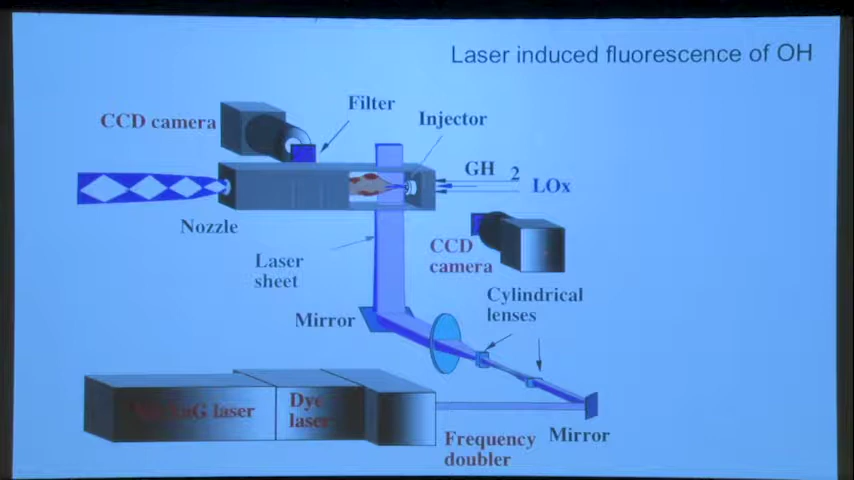 Laser induced fluorescence of OH
Filter
CCD camera
Injector
GH 2
LOx
Nozzle
CCD
camera
Laser
sheet
Cylindrical
lenses
Mirror
Dye
laser
laser
Mirror
Frequency
doubler